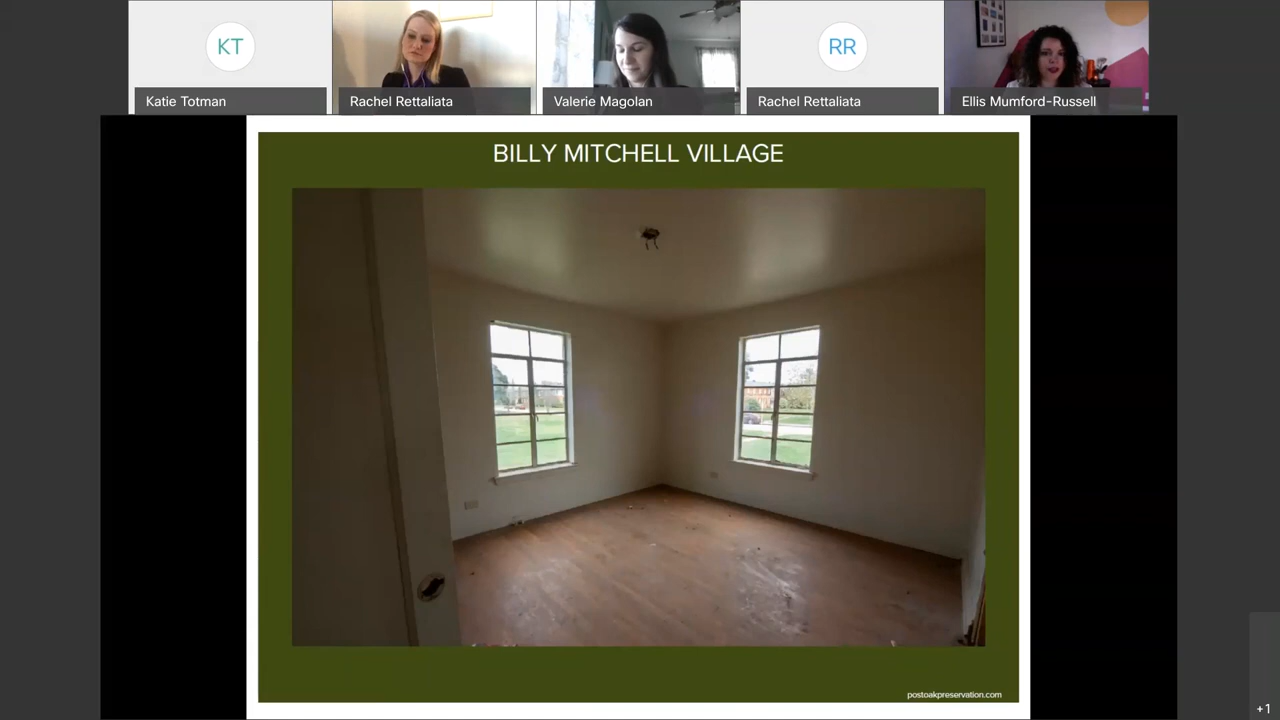 KT
RR
Katie Totman
Rachel Rettaliata
Valerie Magolan
Rachel Rettaliata
Ellis Mumford-Russell
BILLY MITCHELL VILLAGE
postoakpreservation.com
+1